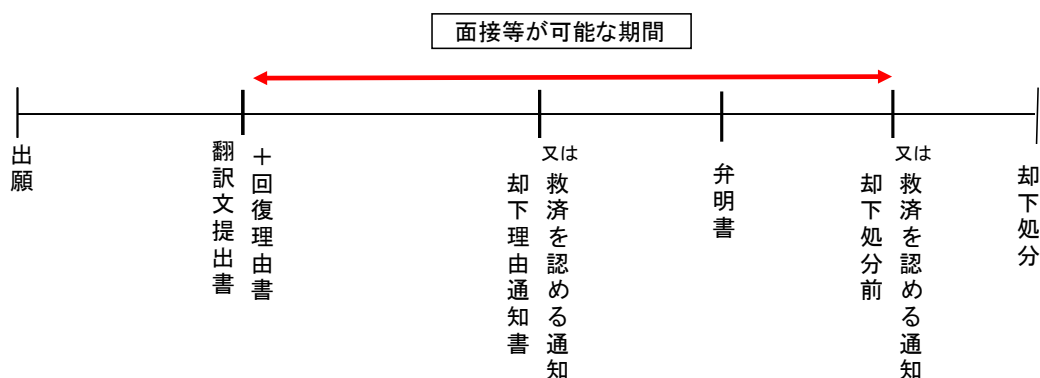 面接等が可能な期間
出願
翻訳文提出書
＋回復理由書
却下理由通知書
又は
救済を認める通知
弁明書
却下処分前
又は
救済を認める通知
却下処分